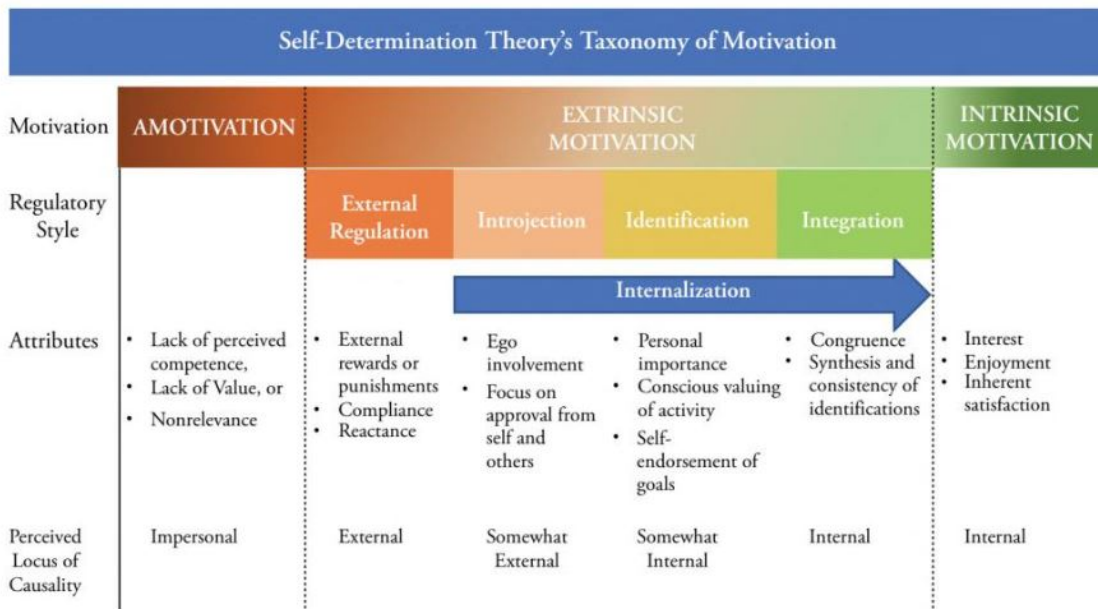 Self-Determination Theory's Taxonomy of Motivation
Motivation
AMOTIVATION
EXTRINSIC
MOTIVATION
INTRINSIC
MOTIVATION
Regulatory
Style
External
Regulation
Introjection
Identification
Integration
Internalization
Attributes
• Lack of perceived
competence,
• Lack of Value, or
• Nonrelevance
• External
rewards or
punishments
• Compliance
• Reactance
• Ego
involvement
• Focus on
approval from
self and
others
• Personal
importance
• Conscious valuing
of activity
• Self-
endorsement of
goals
• Congruence
• Synthesis and
consistency of
identifications
• Interest
• Enjoyment
• Inherent
satisfaction
Perceived
Locus of
Causality
Impersonal
External
Somewhat
External
Somewhat
Internal
Internal
Internal